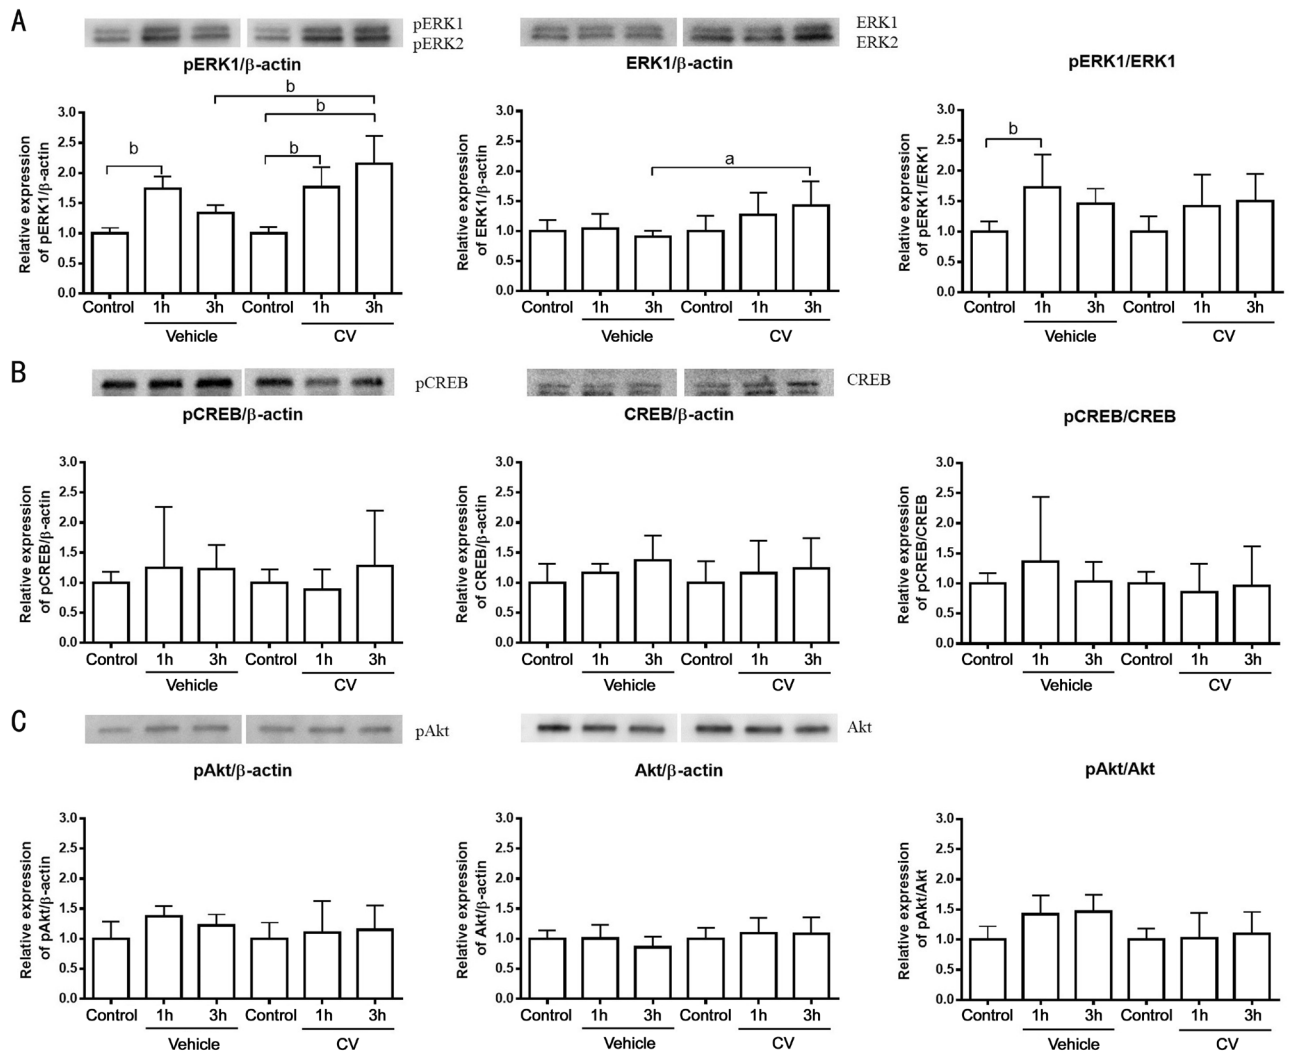 A
pERK1
pERK2
pERK1/β-actin
b
b
b
b
Relative expression
of pERK1/β-actin
3.0
2.5
2.0
1.5
1.0
0.5
0.0
Control 1h 3h Control 1h 3h
Vehicle CV
ERK1
ERK2
ERK1/β-actin
a
Relative expression
of ERK1/β-actin
3.0
2.5
2.0
1.5
1.0
0.5
0.0
Control 1h 3h Control 1h 3h
Vehicle CV
pERK1/ERK1
b
Relative expression
of pERK1/ERK1
3.0
2.5
2.0
1.5
1.0
0.5
0.0
Control 1h 3h Control 1h 3h
Vehicle CV
B
pCREB
pCREB/β-actin
Relative expression
of pCREB/β-actin
3.0
2.5
2.0
1.5
1.0
0.5
0.0
Control 1h 3h Control 1h 3h
Vehicle CV
CREB
CREB/β-actin
Relative expression
of CREB/β-actin
3.0
2.5
2.0
1.5
1.0
0.5
0.0
Control 1h 3h Control 1h 3h
Vehicle CV
pCREB/CREB
Relative expression
of pCREB/CREB
3.0
2.5
2.0
1.5
1.0
0.5
0.0
Control 1h 3h Control 1h 3h
Vehicle CV
C
pAkt
pAkt/β-actin
Relative expression
of pAkt/β-actin
3.0
2.5
2.0
1.5
1.0
0.5
0.0
Control 1h 3h Control 1h 3h
Vehicle CV
Akt
Akt/β-actin
Relative expression
of Akt/β-actin
3.0
2.5
2.0
1.5
1.0
0.5
0.0
Control 1h 3h Control 1h 3h
Vehicle CV
pAkt/Akt
Relative expression
of pAkt/Akt
3.0
2.5
2.0
1.5
1.0
0.5
0.0
Control 1h 3h Control 1h 3h
Vehicle CV